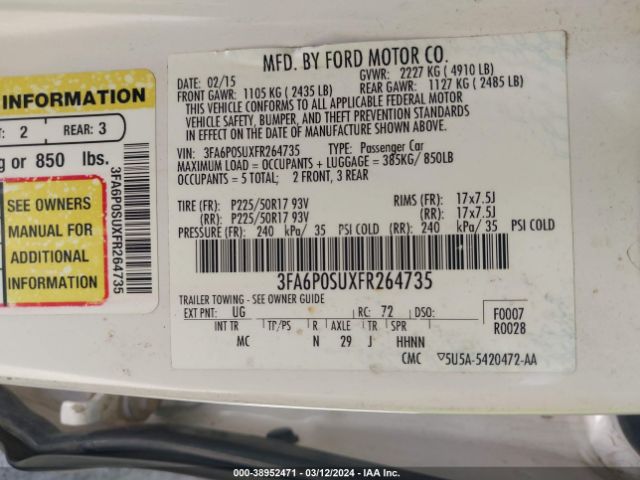 INFORMATION
: 2 REAR: 3
g or 850 lbs.
SEE OWNERS
MANUAL FOR
ADDITIONAL
INFORMATION
3FA6P0SUXFR264735
MFD. BY FORD MOTOR CO.
DATE: 02/15 GVWR: 2227 KG ( 4910 LB)
FRONT GAWR: 1105 KG ( 2435 LB) REAR GAWR: 1127 KG ( 2485 LB)
THIS VEHICLE CONFORMS TO ALL APPLICABLE FEDERAL MOTOR
VEHICLE SAFETY, BUMPER, AND THEFT PREVENTION STANDARDS
IN EFFECT ON THE DATE OF MANUFACTURE SHOWN ABOVE.
VIN: 3FA6P0SUXFR264735 TYPE: Passenger Car
MAXIMUM LOAD = OCCUPANTS + LUGGAGE = 385KG/ 850LB
OCCUPANTS = 5 TOTAL; 2 FRONT, 3 REAR
TIRE (FR): P225/50R17 93V RIMS (FR): 17x7.5J
(RR): P225/50R17 93V (RR): 17x7.5J
PRESSURE (FR): 240 kPa/ 35 PSI COLD (RR): 240 kPa/ 35 PSI COLD
3FA6P0SUXFR264735
TRAILER TOWING - SEE OWNER GUIDE
EXT PNT: UG RC: 72 DSO: F0007
R0028
INT TR TP/PS R AXLE TR SPR
MC N 29 J HHNN
CMC ▽5U5A-5420472-AA
000-38952471 - 03/12/2024 - IAA Inc.